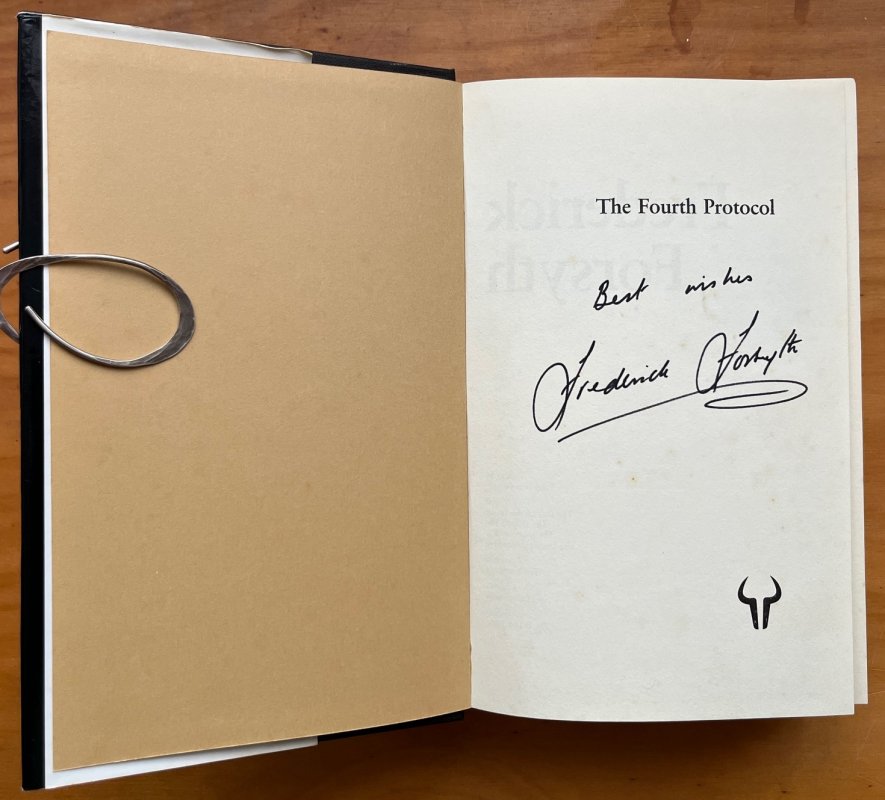 The Fourth Protocol
Best wishes
Frederick Forsyth